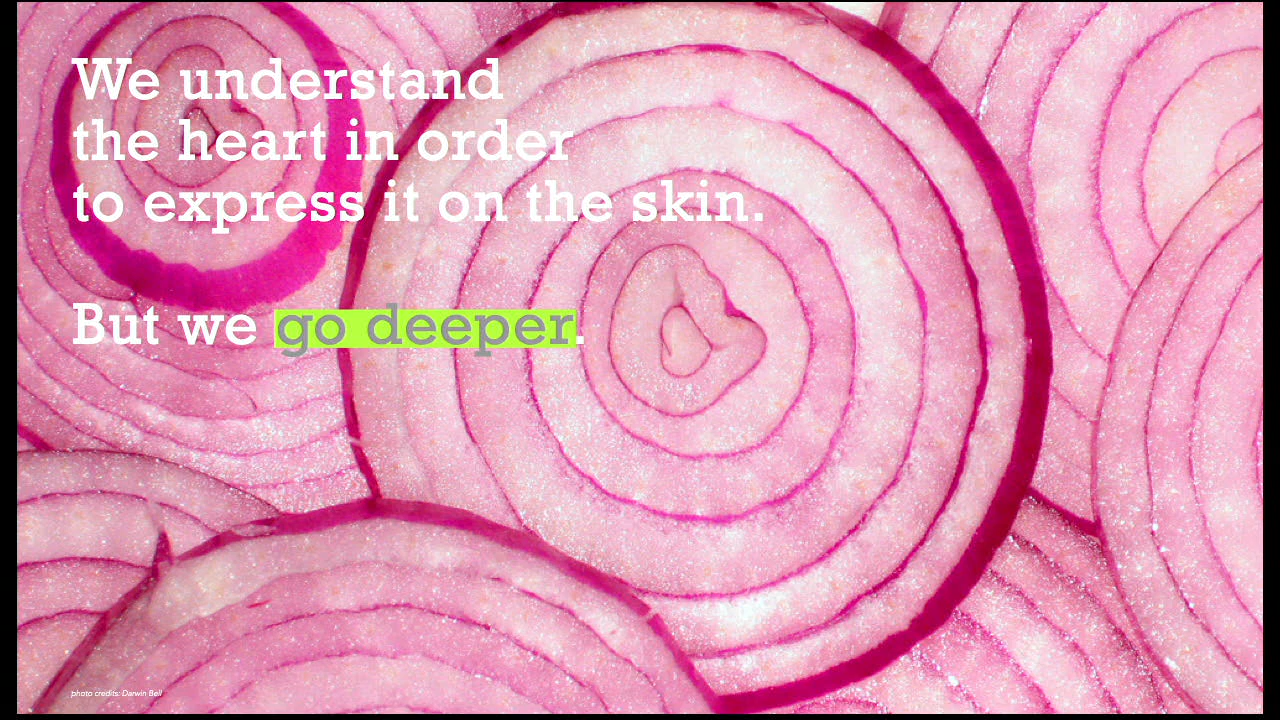 We understand
the heart in order
to express it on the skin.
But we go deeper.
photo credits: Darwin Bell